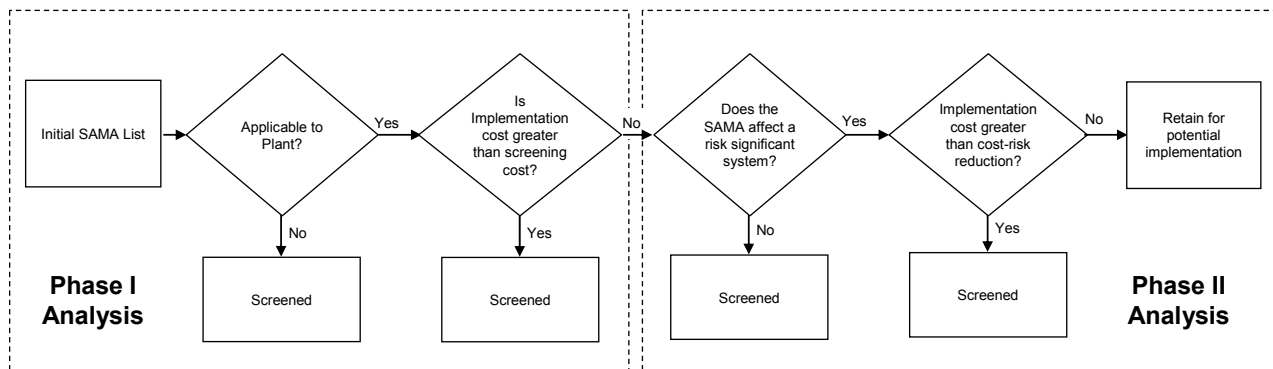 Initial SAMA List
Applicable to
Plant?
Yes
Is
Implementation
cost greater
than screening
cost?
No
Does the
SAMA affect a
risk significant
system?
Yes
Implementation
cost greater
than cost-risk
reduction?
No
Retain for
potential
implementation
No
Yes
No
Yes
Screened
Screened
Screened
Screened
Phase I
Analysis
Phase II
Analysis